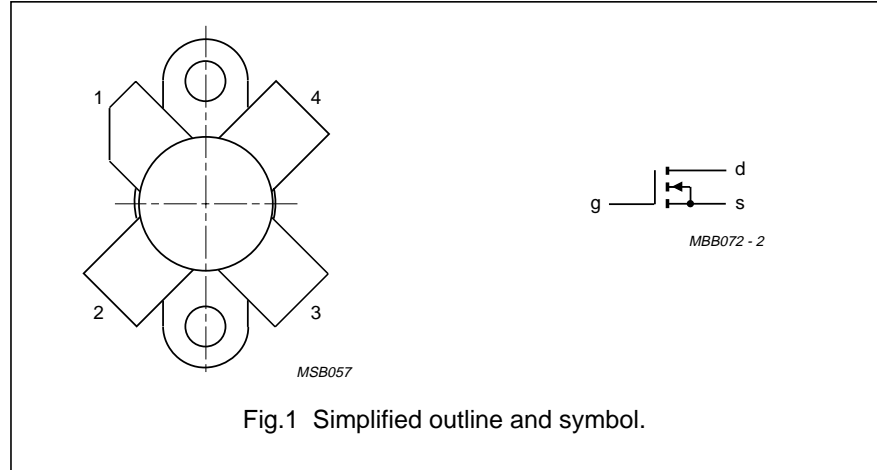 1
4
2
3
MSB057
g
d
s
MBB072 - 2
Fig.1 Simplified outline and symbol.